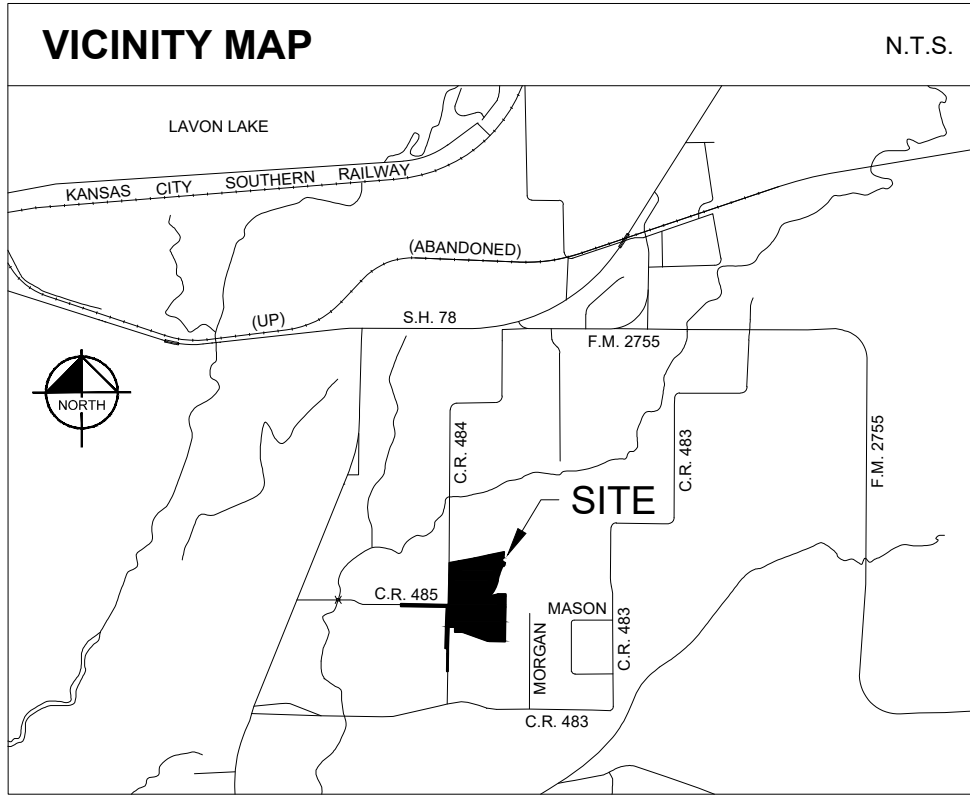 VICINITY MAP
N.T.S.
LAVON LAKE
KANSAS CITY SOUTHERN RAILWAY
(ABANDONED)
(UP)
S.H. 78
F.M. 2755
NORTH
C.R. 484
C.R. 483
F.M. 2755
SITE
C.R. 485
MASON
MORGAN
C.R. 483
C.R. 483